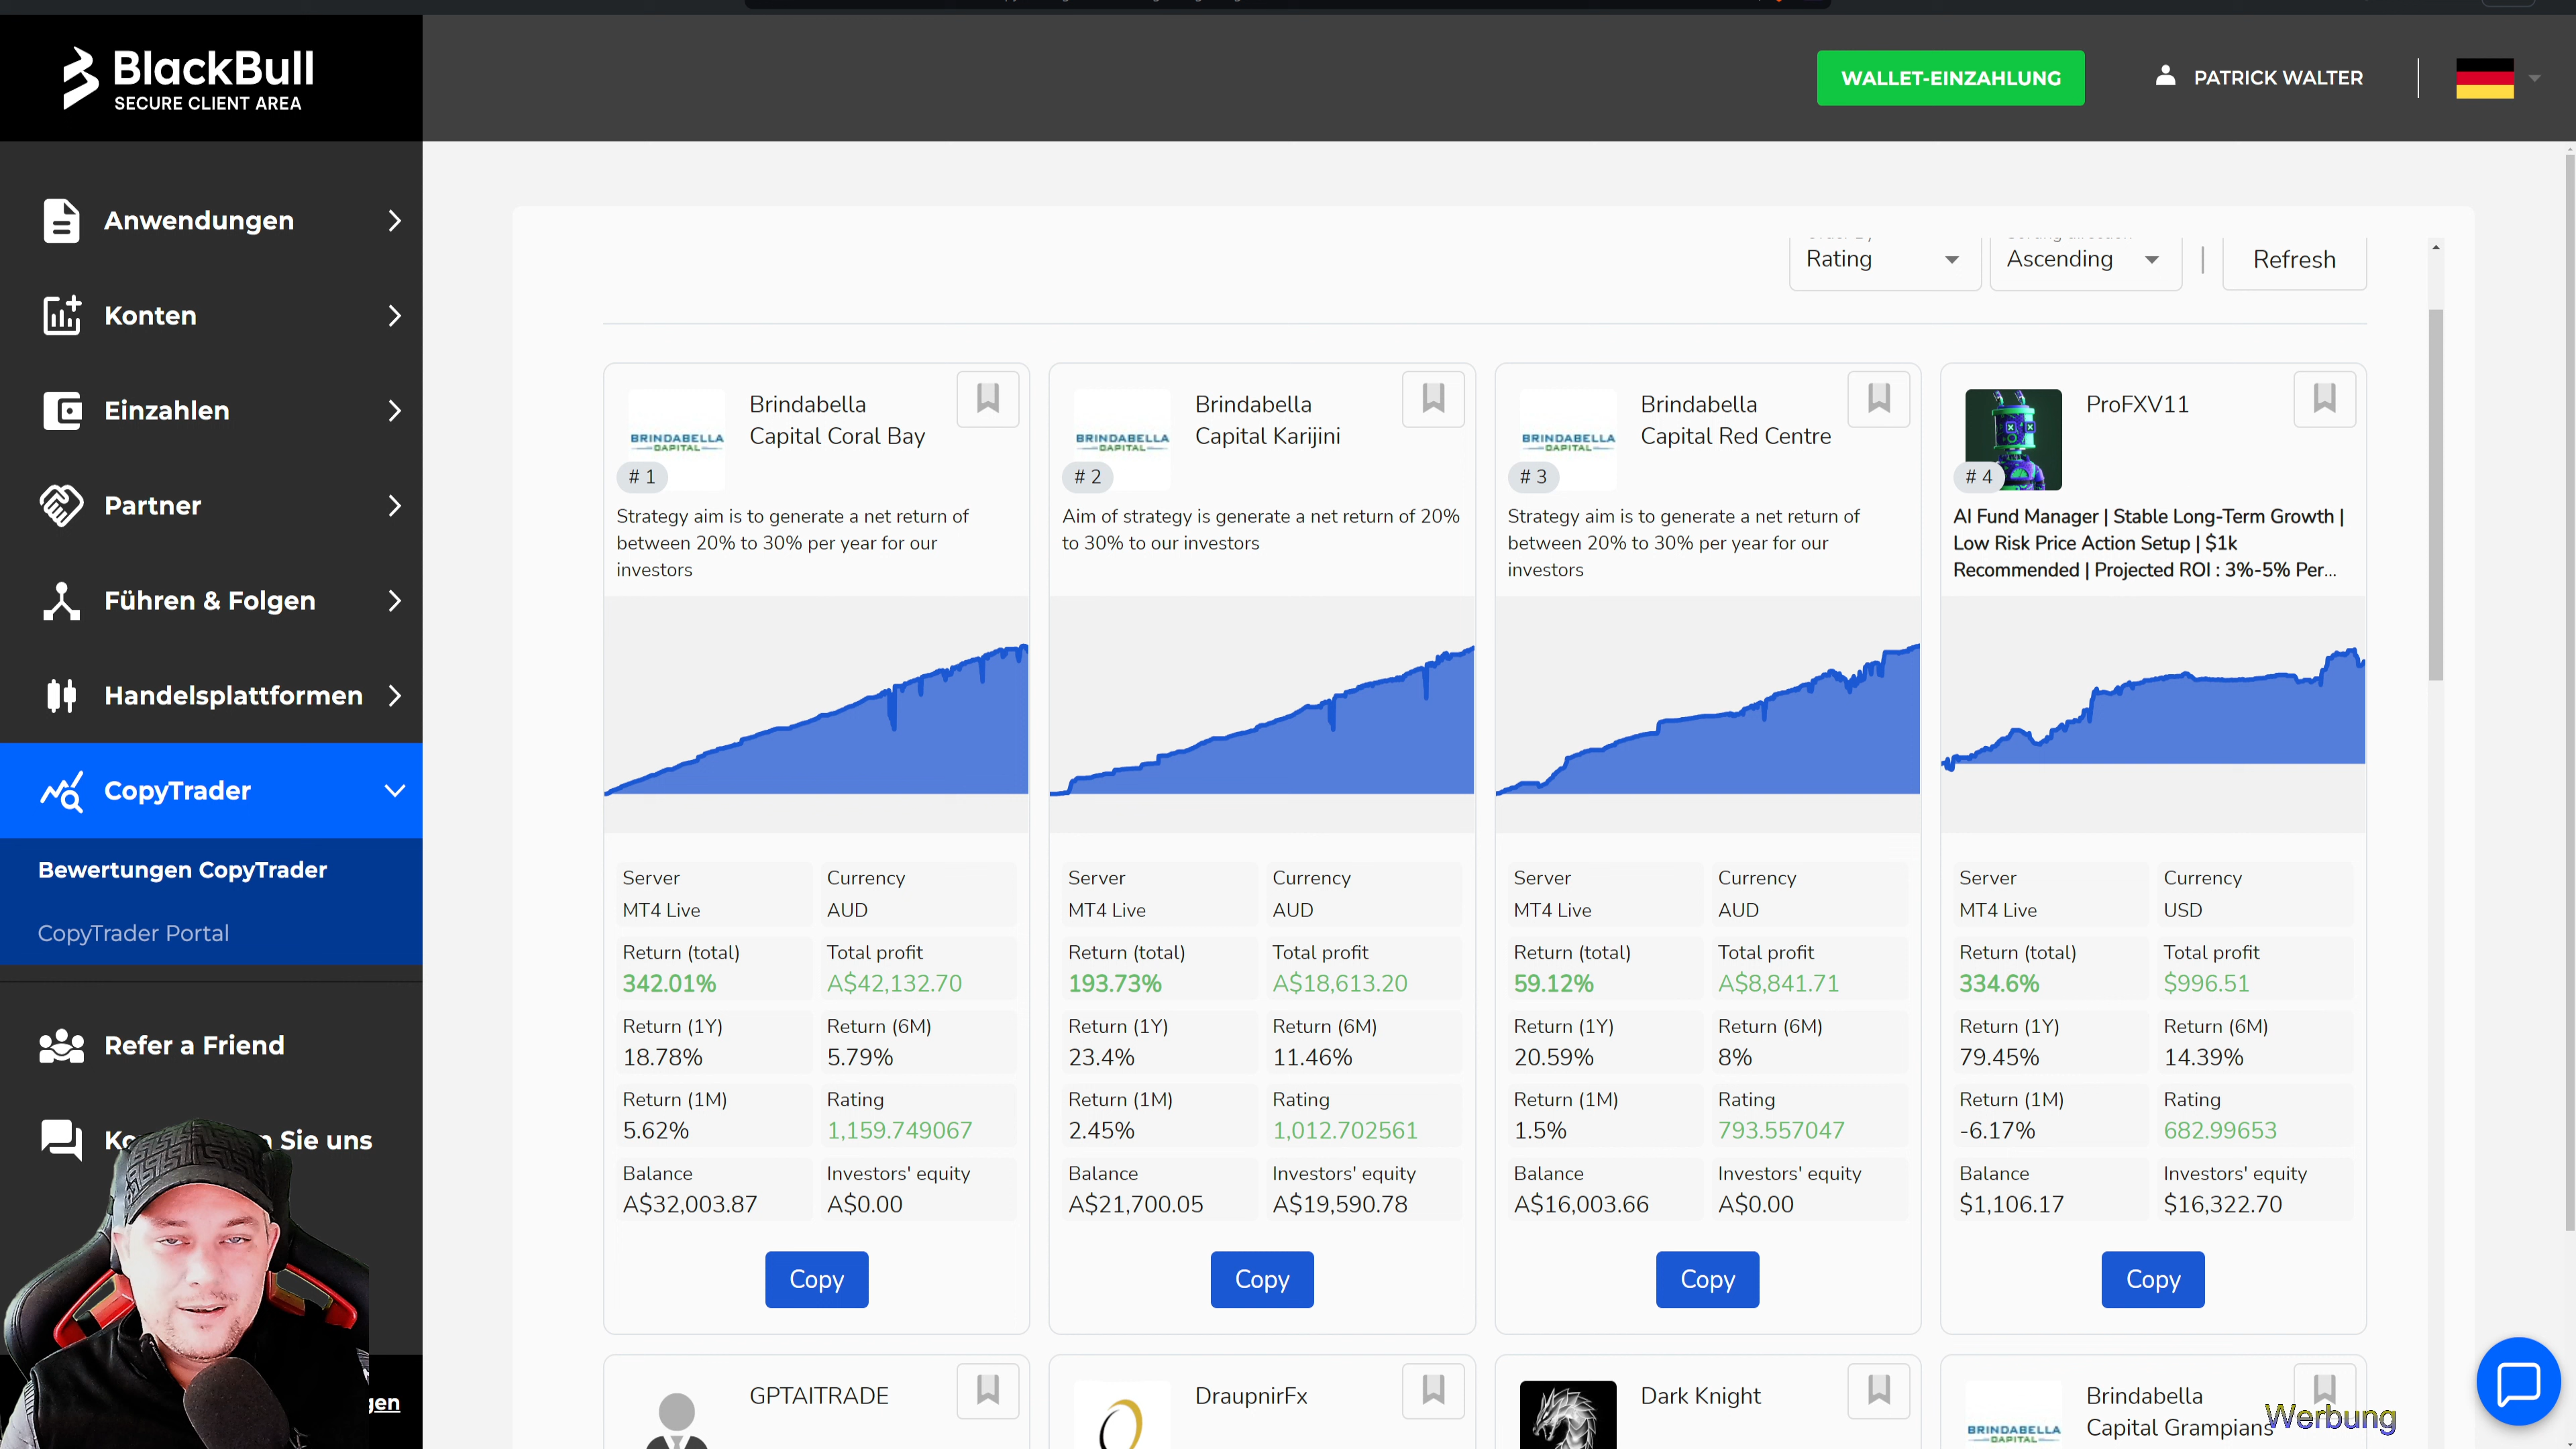 BlackBull
SECURE CLIENT AREA
WALLET-EINZAHLUNG
PATRICK WALTER
Anwendungen
Konten
Einzahlen
Partner
Führen & Folgen
Handelsplattformen
CopyTrader
Bewertungen CopyTrader
CopyTrader Portal
Refer a Friend
Sie uns
Rating
Ascending
|
Refresh
BRINDABELLA
CAPITAL
# 1
Brindabella
Capital Coral Bay
Strategy aim is to generate a net return of
between 20% to 30% per year for our
investors
Server
MT4 Live
Currency
AUD
Return (total)
342.01%
Total profit
A$42,132.70
Return (1Y)
18.78%
Return (6M)
5.79%
Return (1M)
5.62%
Rating
1,159.749067
Balance
A$32,003.87
Investors' equity
A$0.00
Copy
BRINDABELLA
CAPITAL
# 2
Brindabella
Capital Karijini
Aim of strategy is generate a net return of 20%
to 30% to our investors
Server
MT4 Live
Currency
AUD
Return (total)
193.73%
Total profit
A$18,613.20
Return (1Y)
23.4%
Return (6M)
11.46%
Return (1M)
2.45%
Rating
1,012.702561
Balance
A$21,700.05
Investors' equity
A$19,590.78
Copy
BRINDABELLA
CAPITAL
# 3
Brindabella
Capital Red Centre
Strategy aim is to generate a net return of
between 20% to 30% per year for our
investors
Server
MT4 Live
Currency
AUD
Return (total)
59.12%
Total profit
A$8,841.71
Return (1Y)
20.59%
Return (6M)
8%
Return (1M)
1.5%
Rating
793.557047
Balance
A$16,003.66
Investors' equity
A$0.00
Copy
# 4
ProFXV11
AI Fund Manager | Stable Long-Term Growth |
Low Risk Price Action Setup | $1k
Recommended | Projected ROI : 3%-5% Per...
Server
MT4 Live
Currency
USD
Return (total)
334.6%
Total profit
$996.51
Return (1Y)
79.45%
Return (6M)
14.39%
Return (1M)
-6.17%
Rating
682.99653
Balance
$1,106.17
Investors' equity
$16,322.70
Copy
GPTAITRADE
DraupnirFx
Dark Knight
BRINDABELLA
CAPITAL
Brindabella
Capital Grampians
Werbung